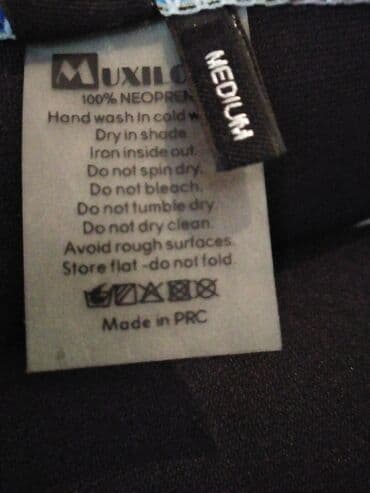 MUXILO
100% NEOPREN
Hand wash in cold w
Dry in shade
Iron inside out.
Do not spin dry.
Do not bleach.
Do not tumble dry
Do not dry clean.
Avoid rough surfaces.
Store flat -do not fold.
Made in PRC
MEDIUM